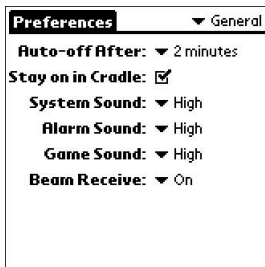 Preferences General
Auto-off After: 2 minutes
Stay on in Cradle:
System Sound: High
Alarm Sound: High
Game Sound: High
Beam Receive: On